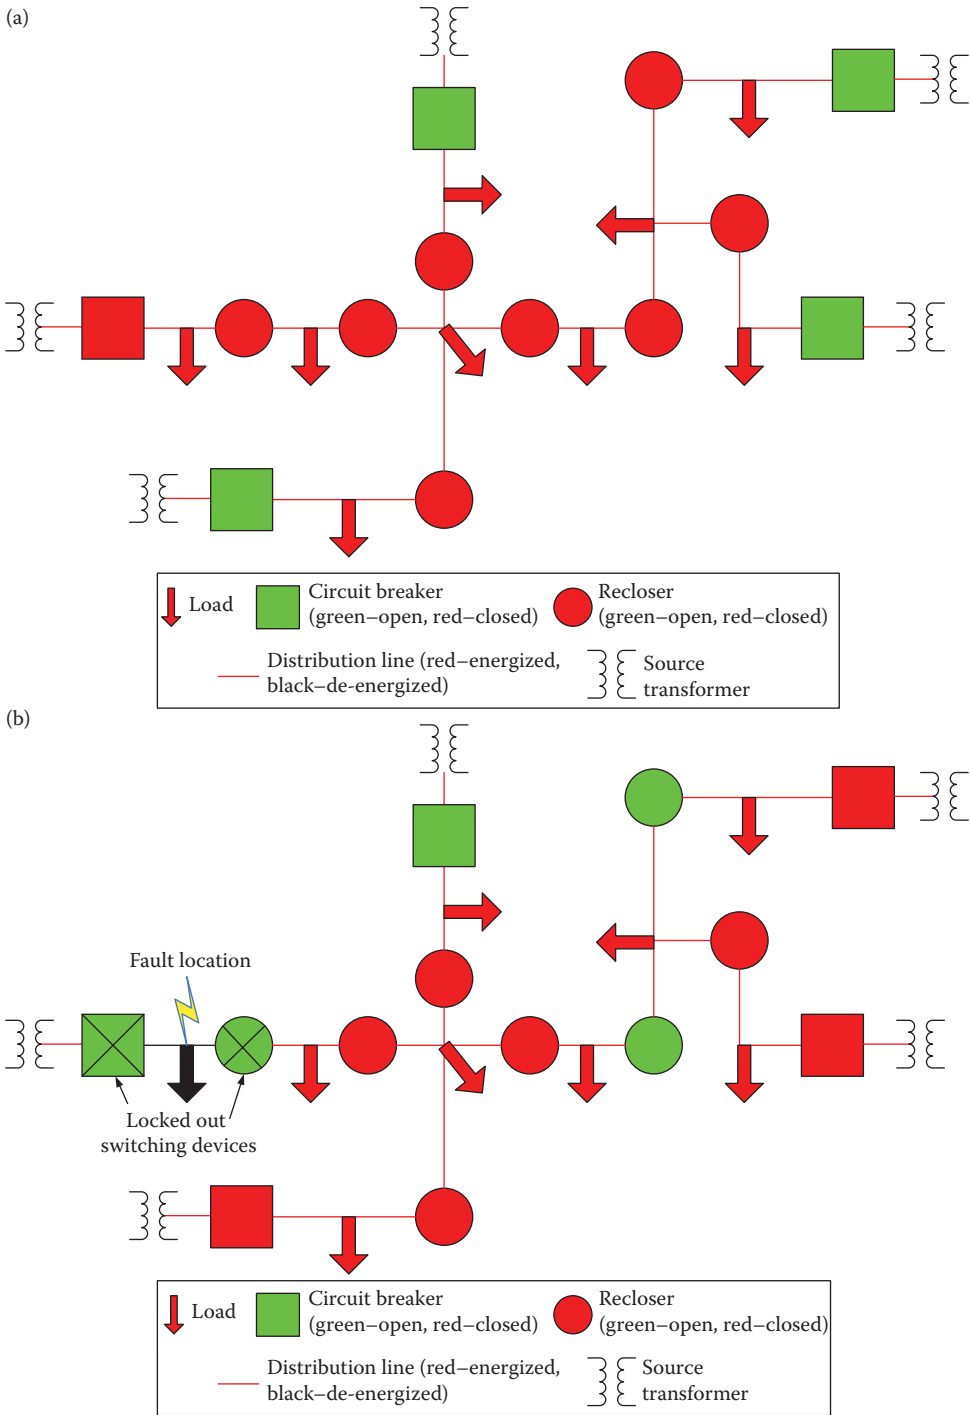 (a)
Load
Circuit breaker
(green–open, red–closed)
Recloser
(green–open, red–closed)
Distribution line (red–energized,
black–de-energized)
Source
transformer
(b)
Fault location
Locked out
switching devices
Load
Circuit breaker
(green–open, red–closed)
Recloser
(green–open, red–closed)
Distribution line (red–energized,
black–de-energized)
Source
transformer